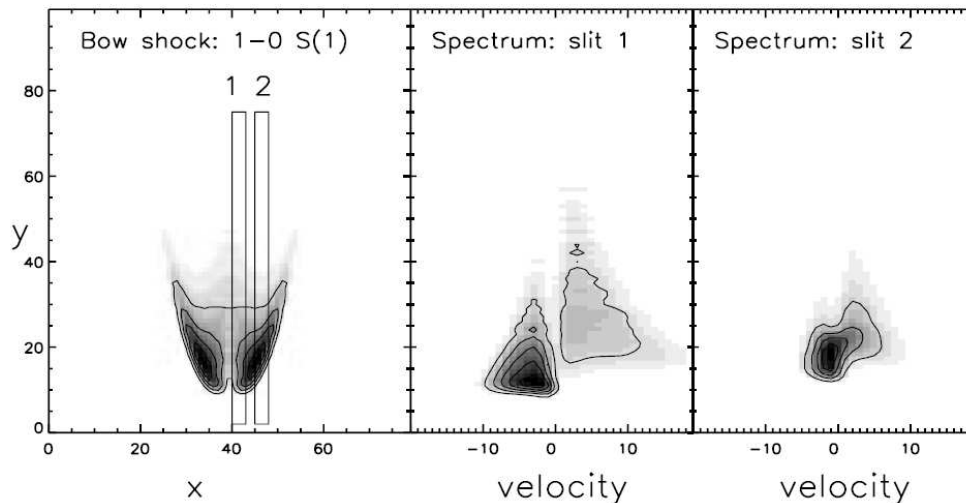 Bow shock: 1-0 S(1)
1 2
80
60
y
40
20
0
0 20 40 60
x
Spectrum: slit 1
-10 0 10
velocity
Spectrum: slit 2
-10 0 10
velocity